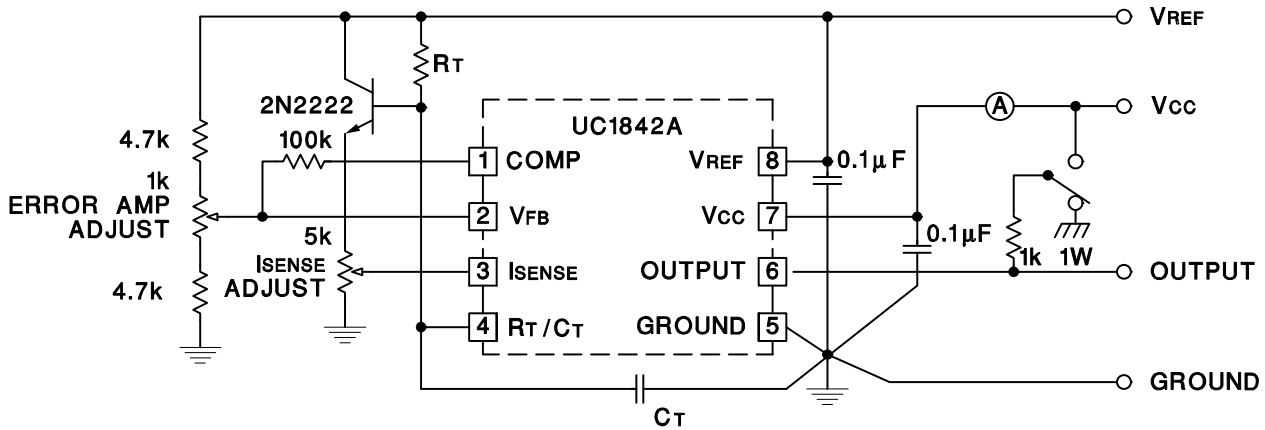 VREF
RT
A
VCC
2N2222
UC1842A
4.7k
100k
1 COMP
VREF 8
0.1µF
1k
ERROR AMP
ADJUST
2 VFB
VCC 7
5k
0.1µF
ISENSE
ADJUST
3 ISENSE
OUTPUT 6
1k 1W
OUTPUT
4.7k
4 RT/CT
GROUND 5
GROUND
CT